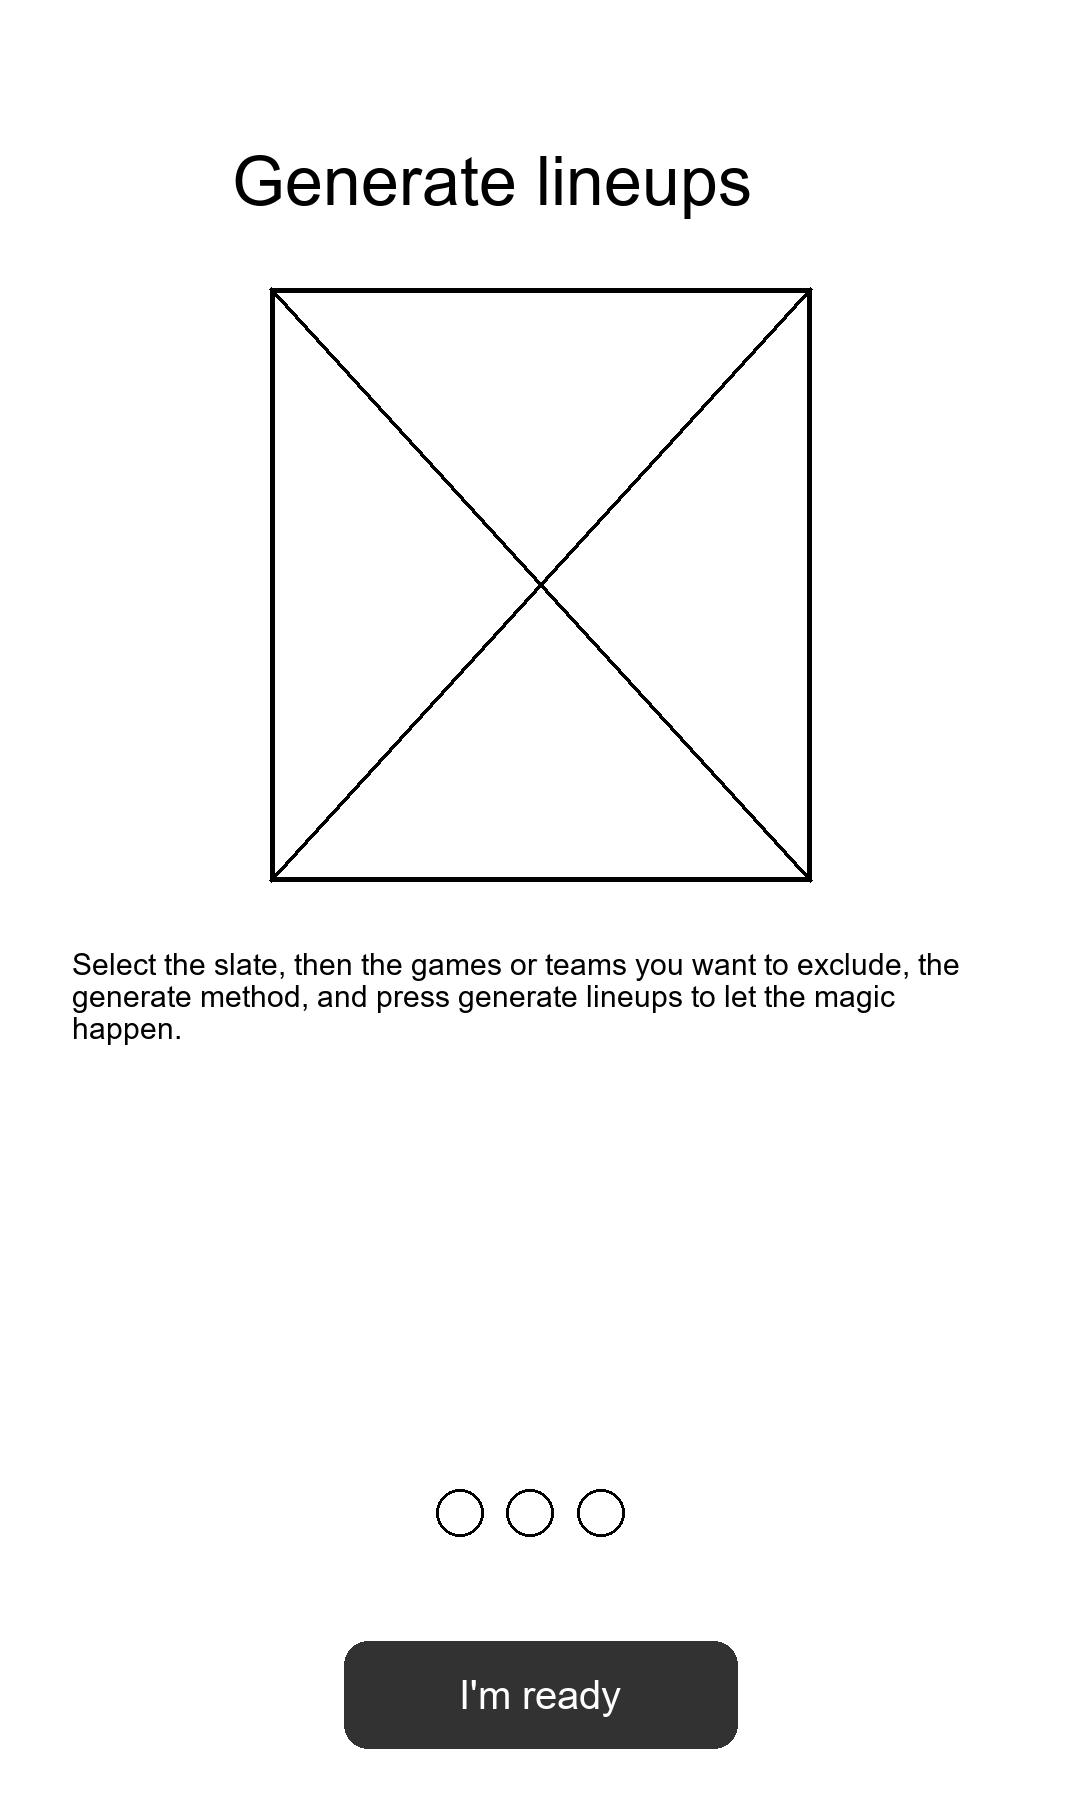 Generate lineups
Select the slate, then the games or teams you want to exclude, the
generate method, and press generate lineups to let the magic
happen.
I'm ready